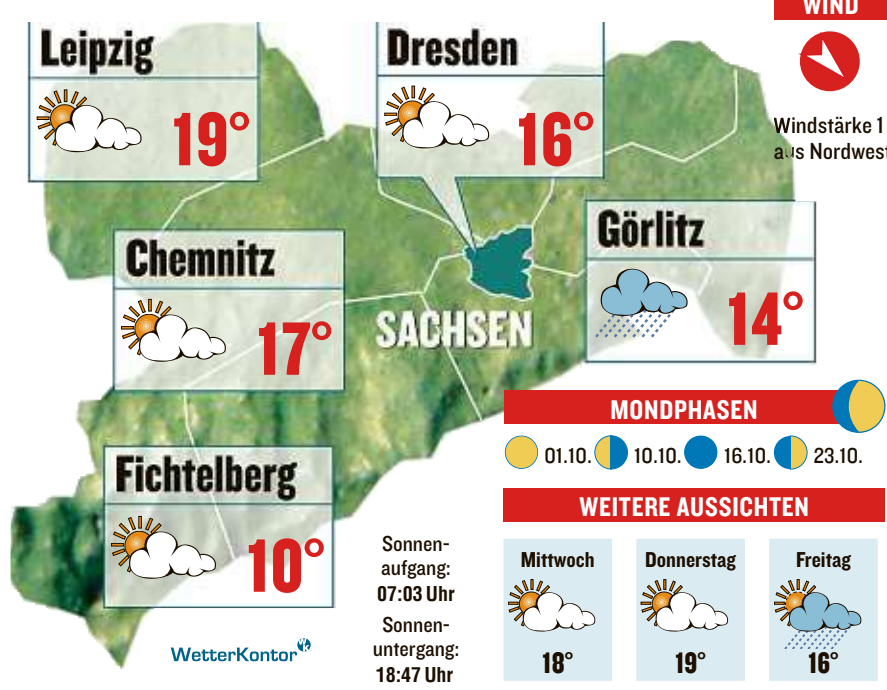 WIND
Windstärke 1
aus Nordwest
Leipzig
19°
Dresden
16°
Chemnitz
17°
Görlitz
14°
SACHSEN
Fichtelberg
10°
WetterKontor
Sonnen-
aufgang:
07:03 Uhr
Sonnen-
untergang:
18:47 Uhr
MONDPHASEN
01.10. 10.10. 16.10. 23.10.
WEITERE AUSSICHTEN
Mittwoch Donnerstag Freitag
18° 19° 16°